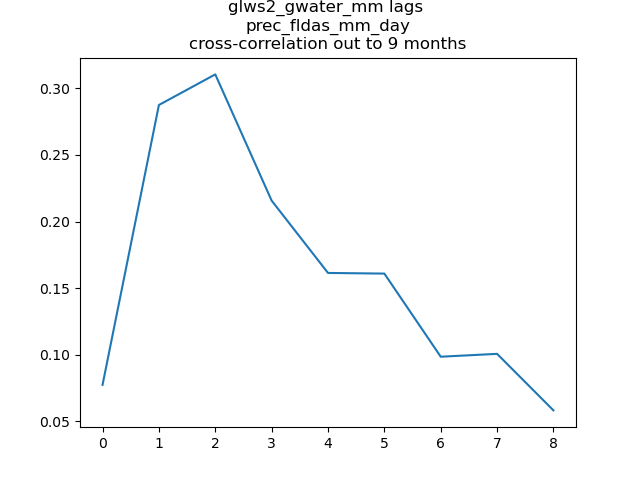 glws2_gwater_mm lags
prec_fldas_mm_day
cross-correlation out to 9 months
0.30
0.25
0.20
0.15
0.10
0.05
0 1 2 3 4 5 6 7 8